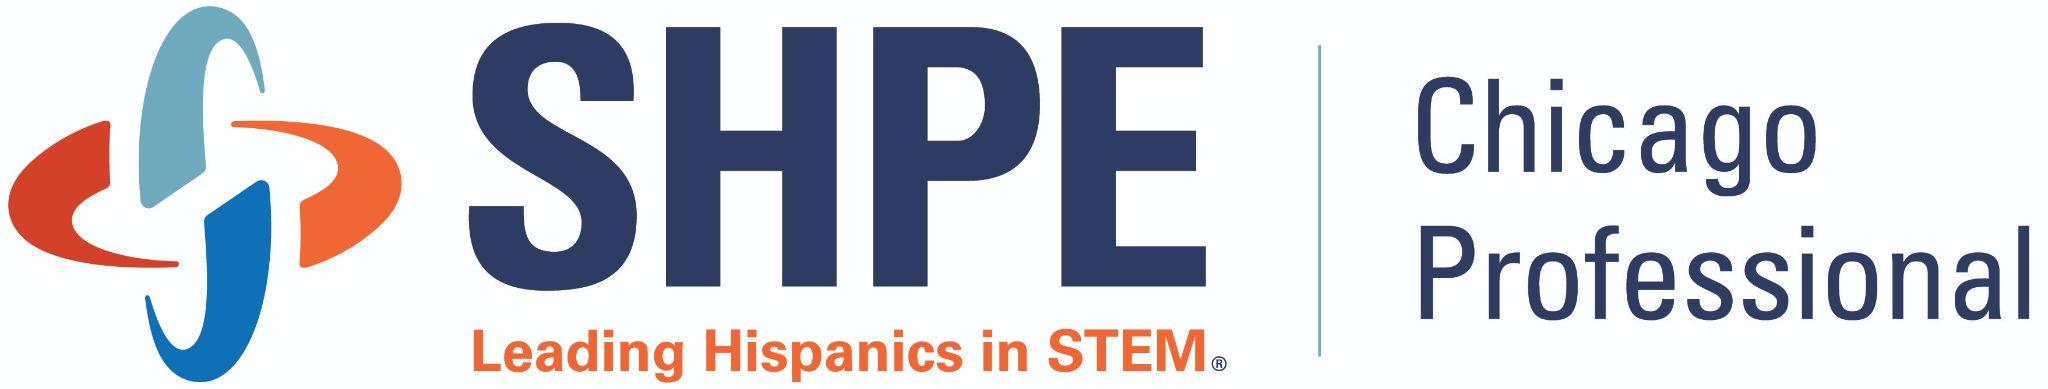 SHPE
Leading Hispanics in STEM®
Chicago
Professional